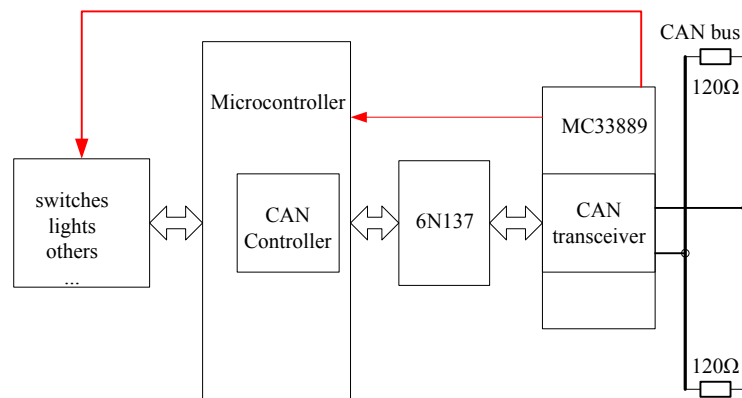 CAN bus
120Ω
Microcontroller
MC33889
switches
lights
others
...
CAN
Controller
6N137
CAN
transceiver
120Ω